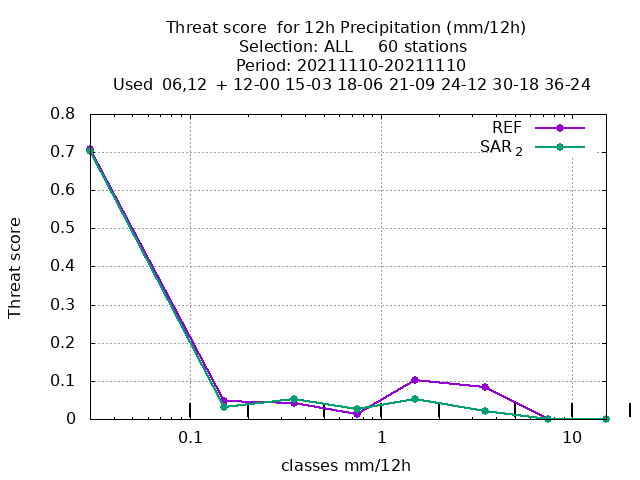 Threat score  for 12h Precipitation (mm/12h)
Selection: ALL     60 stations
Period: 20211110-20211110
Used  06,12  + 12-00 15-03 18-06 21-09 24-12 30-18 36-24
REF
SAR 2
0.8
0.7
0.6
0.5
0.4
0.3
0.2
0.1
0
Threat score
0.1 1 10
classes mm/12h